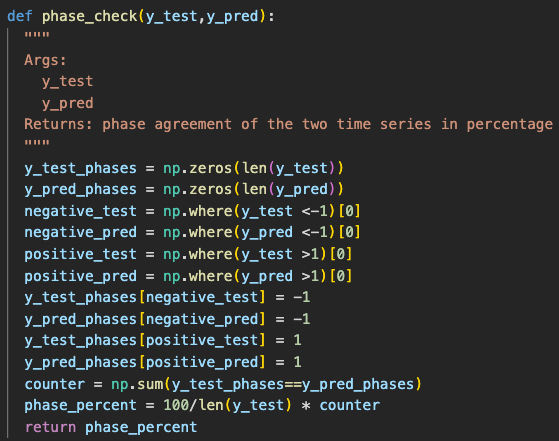 def phase_check(y_test,y_pred):
  """
  Args:
    y_test
    y_pred
  Returns: phase agreement of the two time series in percentage
  """
  y_test_phases = np.zeros(len(y_test))
  y_pred_phases = np.zeros(len(y_pred))
  negative_test = np.where(y_test <-1)[0]
  negative_pred = np.where(y_pred <-1)[0]
  positive_test = np.where(y_test >1)[0]
  positive_pred = np.where(y_pred >1)[0]
  y_test_phases[negative_test] = -1
  y_pred_phases[negative_pred] = -1
  y_test_phases[positive_test] = 1
  y_pred_phases[positive_pred] = 1
  counter = np.sum(y_test_phases==y_pred_phases)
  phase_percent = 100/len(y_test) * counter
  return phase_percent